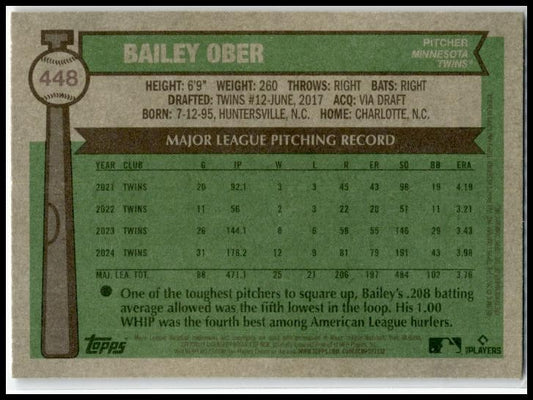 448
BAILEY OBER
PITCHER
MINNESOTA
TWINS
HEIGHT: 6'9" WEIGHT: 260 THROWS: RIGHT BATS: RIGHT
DRAFTED: TWINS #12-JUNE, 2017 ACQ: VIA DRAFT
BORN: 7-12-95, HUNTERSVILLE, N.C. HOME: CHARLOTTE, N.C.
MAJOR LEAGUE PITCHING RECORD
YEAR CLUB G IP W L R ER SO BB ERA
2021 TWINS 20 92.1 3 3 45 43 96 19 4.19
2022 TWINS 11 56 2 3 22 20 51 11 3.21
2023 TWINS 26 144.1 8 6 58 55 146 29 3.43
2024 TWINS 31 178.2 12 9 81 79 191 43 3.98
MAJ. LEA. TOT. 88 471.1 25 21 206 197 484 102 3.76
One of the toughest pitchers to square up, Bailey's .208 batting
average allowed was the fifth lowest in the loop. His 1.00
WHIP was the fourth best among American League hurlers.
topps
PLAYERS